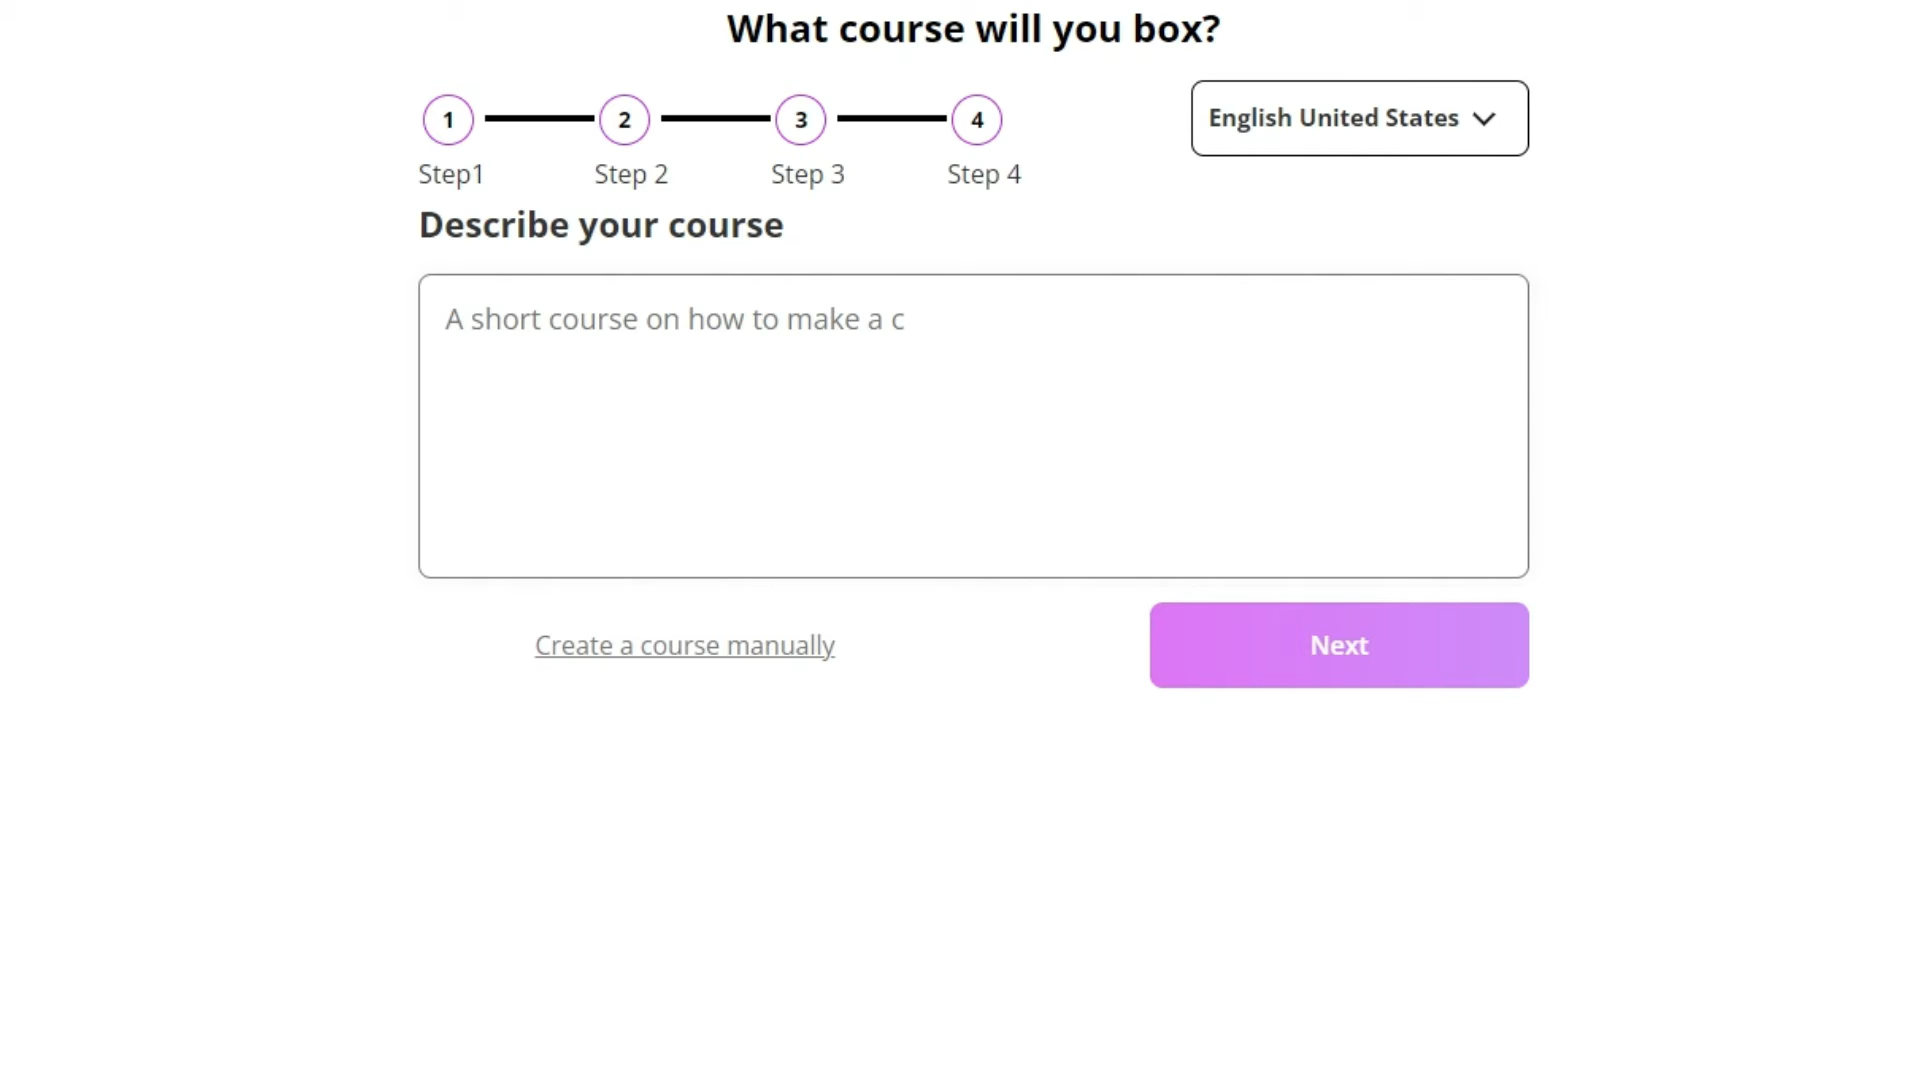 What course will you box?
1 2 3 4
English United States
Step1 Step 2 Step 3 Step 4
Describe your course
A short course on how to make a c
Create a course manually
Next